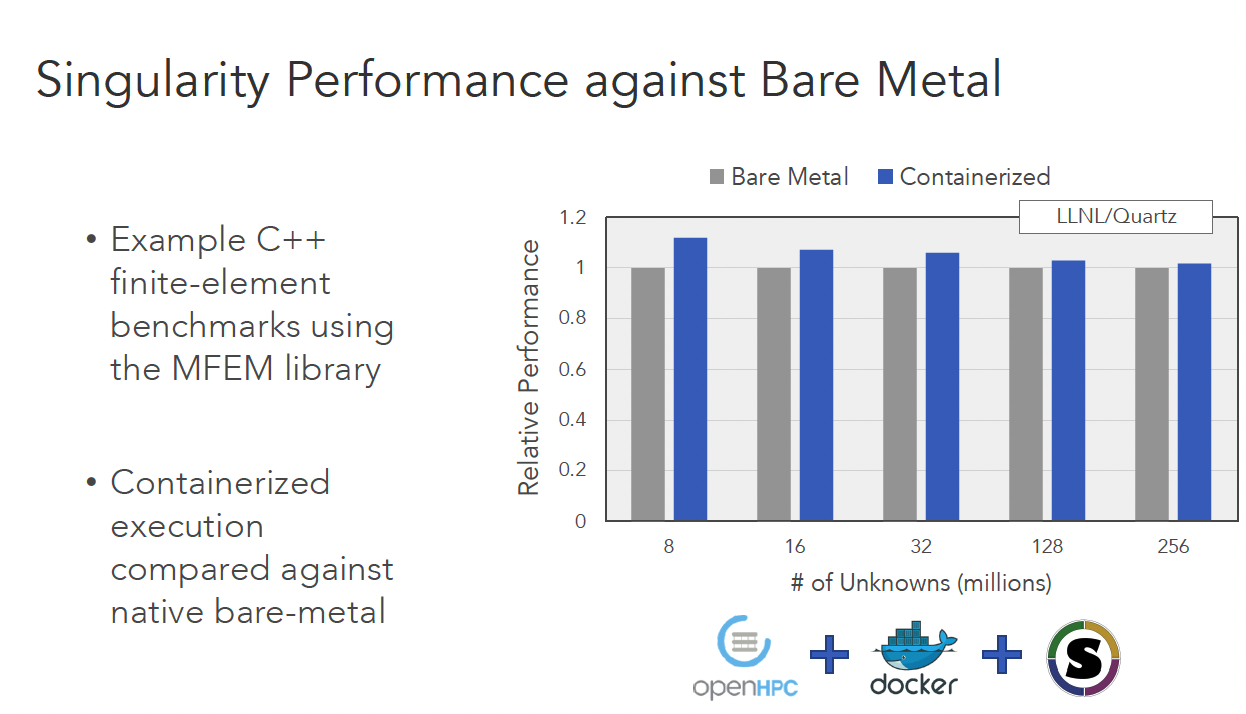 Singularity Performance against Bare Metal
• Example C++
finite-element
benchmarks using
the MFEM library
• Containerized
execution
compared against
native bare-metal
Bare Metal Containerized
LLNL/Quartz
Relative Performance
1.2
1
0.8
0.6
0.4
0.2
0
8 16 32 128 256
# of Unknowns (millions)
openHPC + docker + S